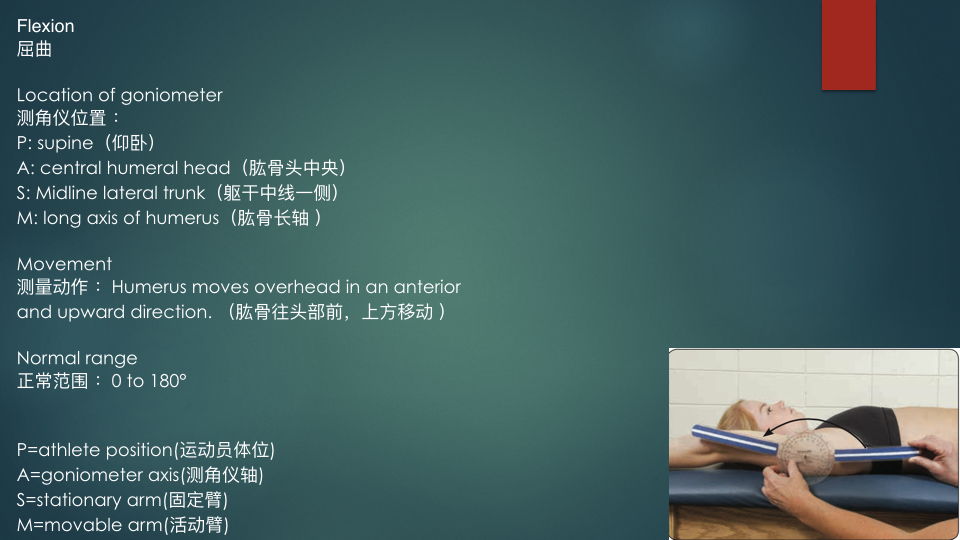 Flexion
屈曲
Location of goniometer
测角仪位置：
P: supine（仰卧）
A: central humeral head（肱骨头中央）
S: Midline lateral trunk（躯干中线一侧）
M: long axis of humerus（肱骨长轴 ）
Movement
测量动作： Humerus moves overhead in an anterior
and upward direction. （肱骨往头部前，上方移动 ）
Normal range
正常范围： 0 to 180°
P=athlete position(运动员体位)
A=goniometer axis(测角仪轴)
S=stationary arm(固定臂)
M=movable arm(活动臂)